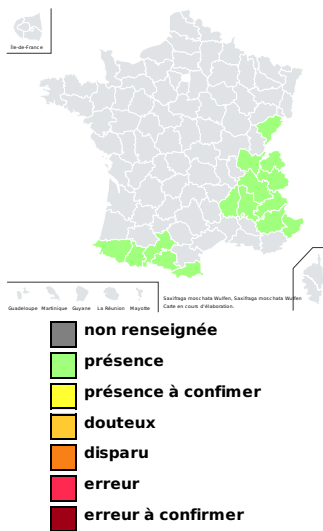 Île-de-France
Guadeloupe Martinique Guyane La Réunion Mayotte
Saxifraga moschata Wulfen, Saxifraga moschata Wulfen
Carte en cours d'élaboration.
non renseignée
présence
présence à confimer
douteux
disparu
erreur
erreur à confirmer